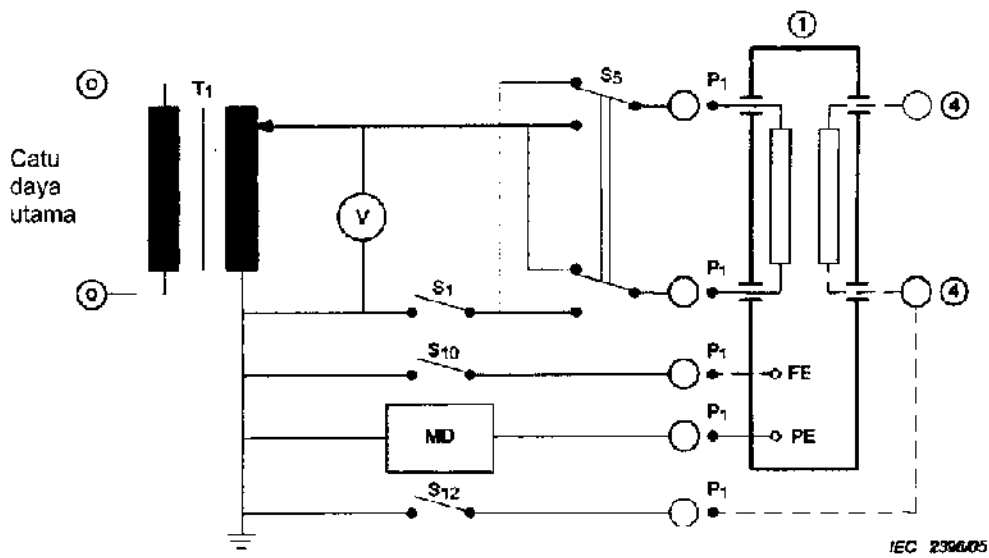 1
T1
S5
P1
4
Catu
daya
utama
V
P1
4
S1
S10
P1
FE
MD
P1
PE
S12
P1
IEC 2396/05